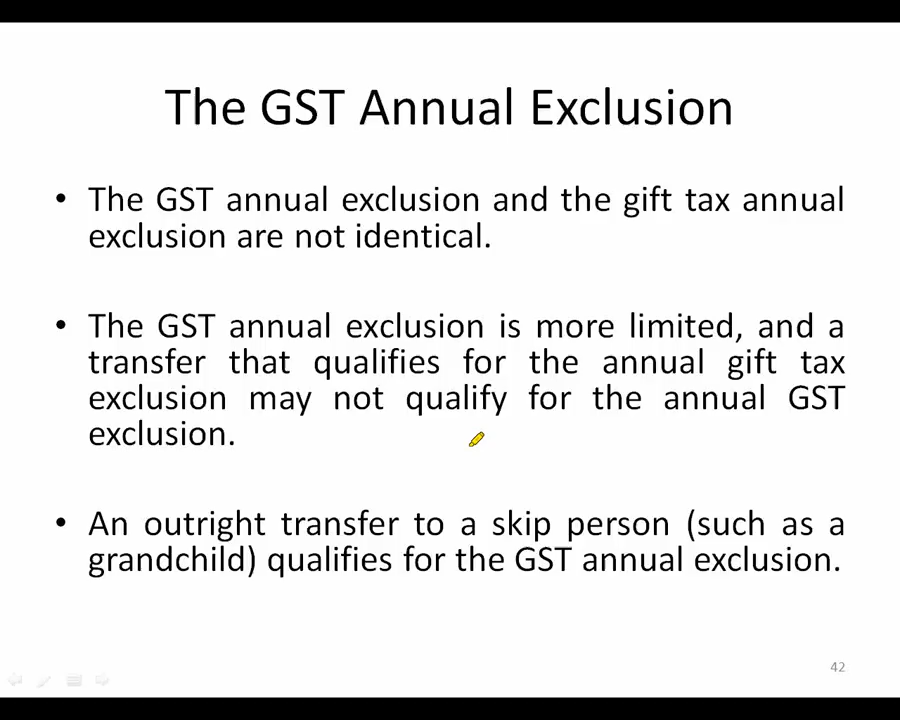 The GST Annual Exclusion
• The GST annual exclusion and the gift tax annual
exclusion are not identical.
• The GST annual exclusion is more limited, and a
transfer that qualifies for the annual gift tax
exclusion may not qualify for the annual GST
exclusion.
• An outright transfer to a skip person (such as a
grandchild) qualifies for the GST annual exclusion.
42